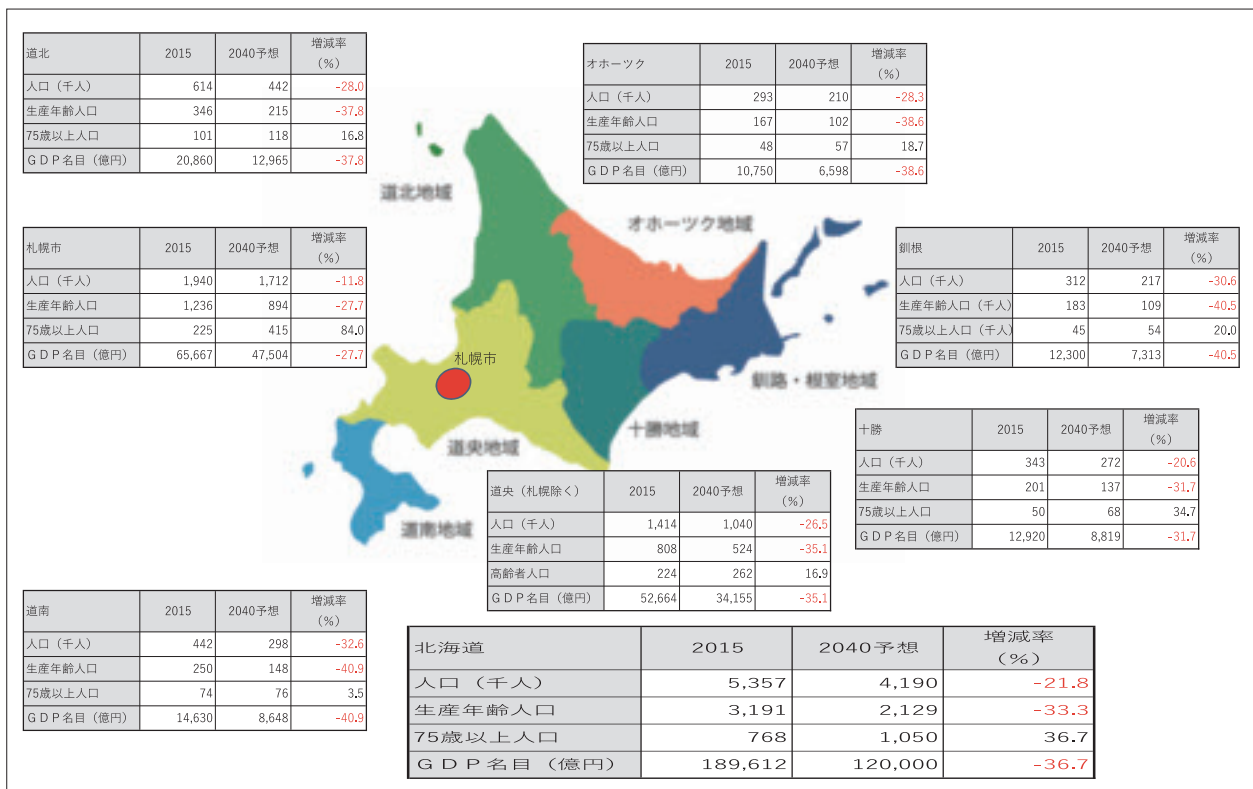 道北 2015 2040予想 増減率（%）
人口（千人） 614 442 -28.0
生産年齢人口 346 215 -37.8
75歳以上人口 101 118 16.8
ＧＤＰ名目（億円） 20,860 12,965 -37.8
オホーツク 2015 2040予想 増減率（%）
人口（千人） 293 210 -28.3
生産年齢人口 167 102 -38.6
75歳以上人口 48 57 18.7
ＧＤＰ名目（億円） 10,750 6,598 -38.6
道北地域
オホーツク地域
札幌市 2015 2040予想 増減率（%）
人口（千人） 1,940 1,712 -11.8
生産年齢人口 1,236 894 -27.7
75歳以上人口 225 415 84.0
ＧＤＰ名目（億円） 65,667 47,504 -27.7
釧根 2015 2040予想 増減率（%）
人口（千人） 312 217 -30.6
生産年齢人口（千人） 183 109 -40.5
75歳以上人口（千人） 45 54 20.0
ＧＤＰ名目（億円） 12,300 7,313 -40.5
札幌市
釧路・根室地域
十勝地域
道央地域
道南地域
十勝 2015 2040予想 増減率（%）
人口（千人） 343 272 -20.6
生産年齢人口 201 137 -31.7
75歳以上人口 50 68 34.7
ＧＤＰ名目（億円） 12,920 8,819 -31.7
道央（札幌除く） 2015 2040予想 増減率（%）
人口（千人） 1,414 1,040 -26.5
生産年齢人口 808 524 -35.1
高齢者人口 224 262 16.9
ＧＤＰ名目（億円） 52,664 34,155 -35.1
道南 2015 2040予想 増減率（%）
人口（千人） 442 298 -32.6
生産年齢人口 250 148 -40.9
75歳以上人口 74 76 3.5
ＧＤＰ名目（億円） 14,630 8,648 -40.9
北海道 2015 2040予想 増減率（%）
人口（千人） 5,357 4,190 -21.8
生産年齢人口 3,191 2,129 -33.3
75歳以上人口 768 1,050 36.7
ＧＤＰ名目（億円） 189,612 120,000 -36.7